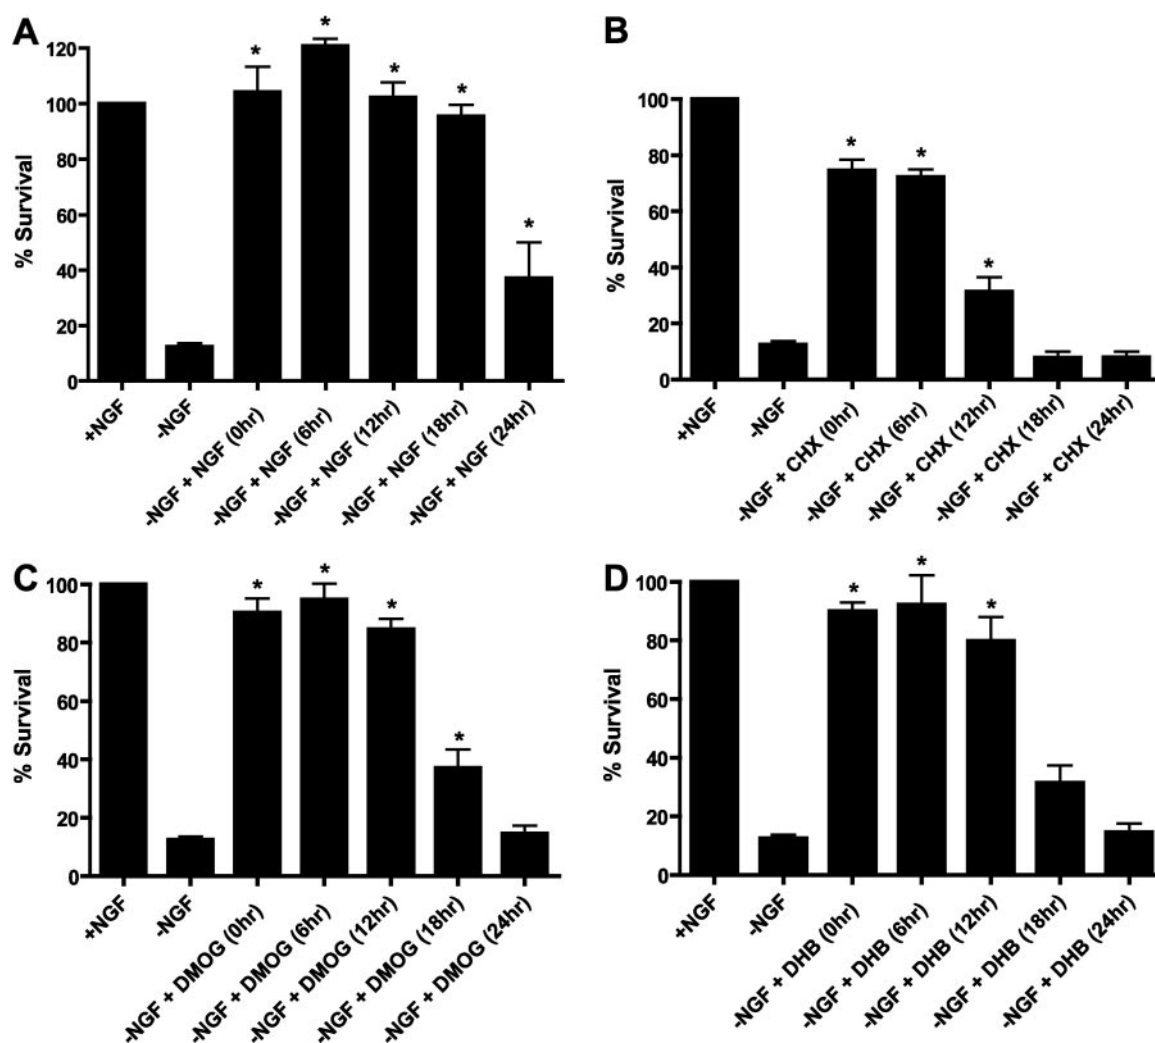 A
% Survival
120
100
80
60
40
20
0
* * * * *
+NGF
-NGF
-NGF + NGF (0hr)
-NGF + NGF (6hr)
-NGF + NGF (12hr)
-NGF + NGF (18hr)
-NGF + NGF (24hr)
B
% Survival
100
80
60
40
20
0
* * *
+NGF
-NGF
-NGF + CHX (0hr)
-NGF + CHX (6hr)
-NGF + CHX (12hr)
-NGF + CHX (18hr)
-NGF + CHX (24hr)
C
% Survival
100
80
60
40
20
0
* * * *
+NGF
-NGF
-NGF + DMOG (0hr)
-NGF + DMOG (6hr)
-NGF + DMOG (12hr)
-NGF + DMOG (18hr)
-NGF + DMOG (24hr)
D
% Survival
100
80
60
40
20
0
* * *
+NGF
-NGF
-NGF + DHB (0hr)
-NGF + DHB (6hr)
-NGF + DHB (12hr)
-NGF + DHB (18hr)
-NGF + DHB (24hr)